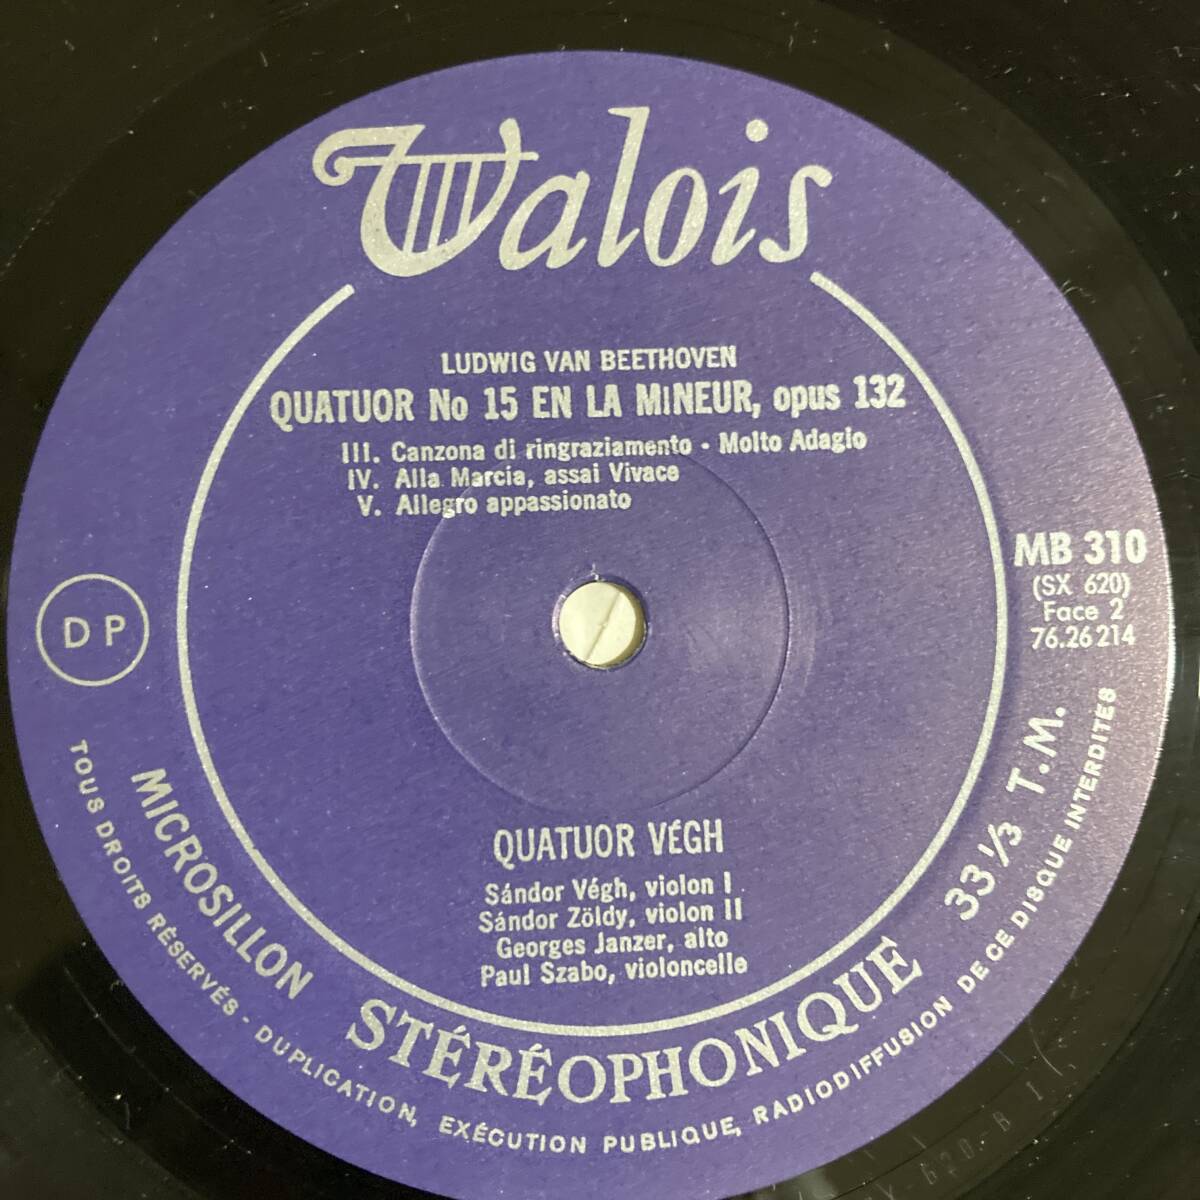 Valois
LUDWIG VAN BEETHOVEN
QUATUOR No 15 EN LA MINEUR, opus 132
III. Canzona di ringraziamento - Molto Adagio
IV. Alla Marcia, assai Vivace
V. Allegro appassionato
MB 310
(SX 620)
Face 2
76.26214
DP
QUATUOR VÉGH
Sándor Végh, violon I
Sándor Zöldy, violon II
Georges Janzer, alto
Paul Szabo, violoncelle
MICROSILLON STÉRÉOPHONIQUE 33 1/3 T.M.
TOUS DROITS RÉSERVÉS - DUPLICATION, EXÉCUTION PUBLIQUE, RADIODIFFUSION DE CE DISQUE INTERDITES